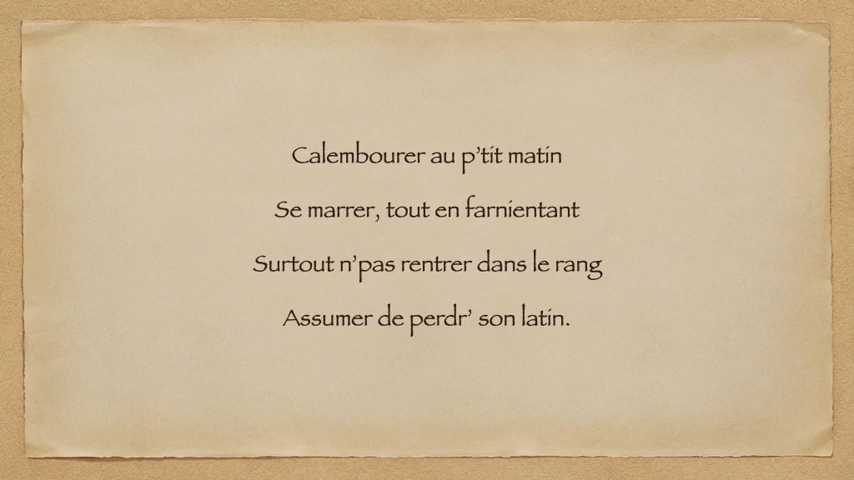 Calembourer au p’tit matin
Se marrer, tout en farnientant
Surtout n’pas rentrer dans le rang
Assumer de perdr’ son latin.